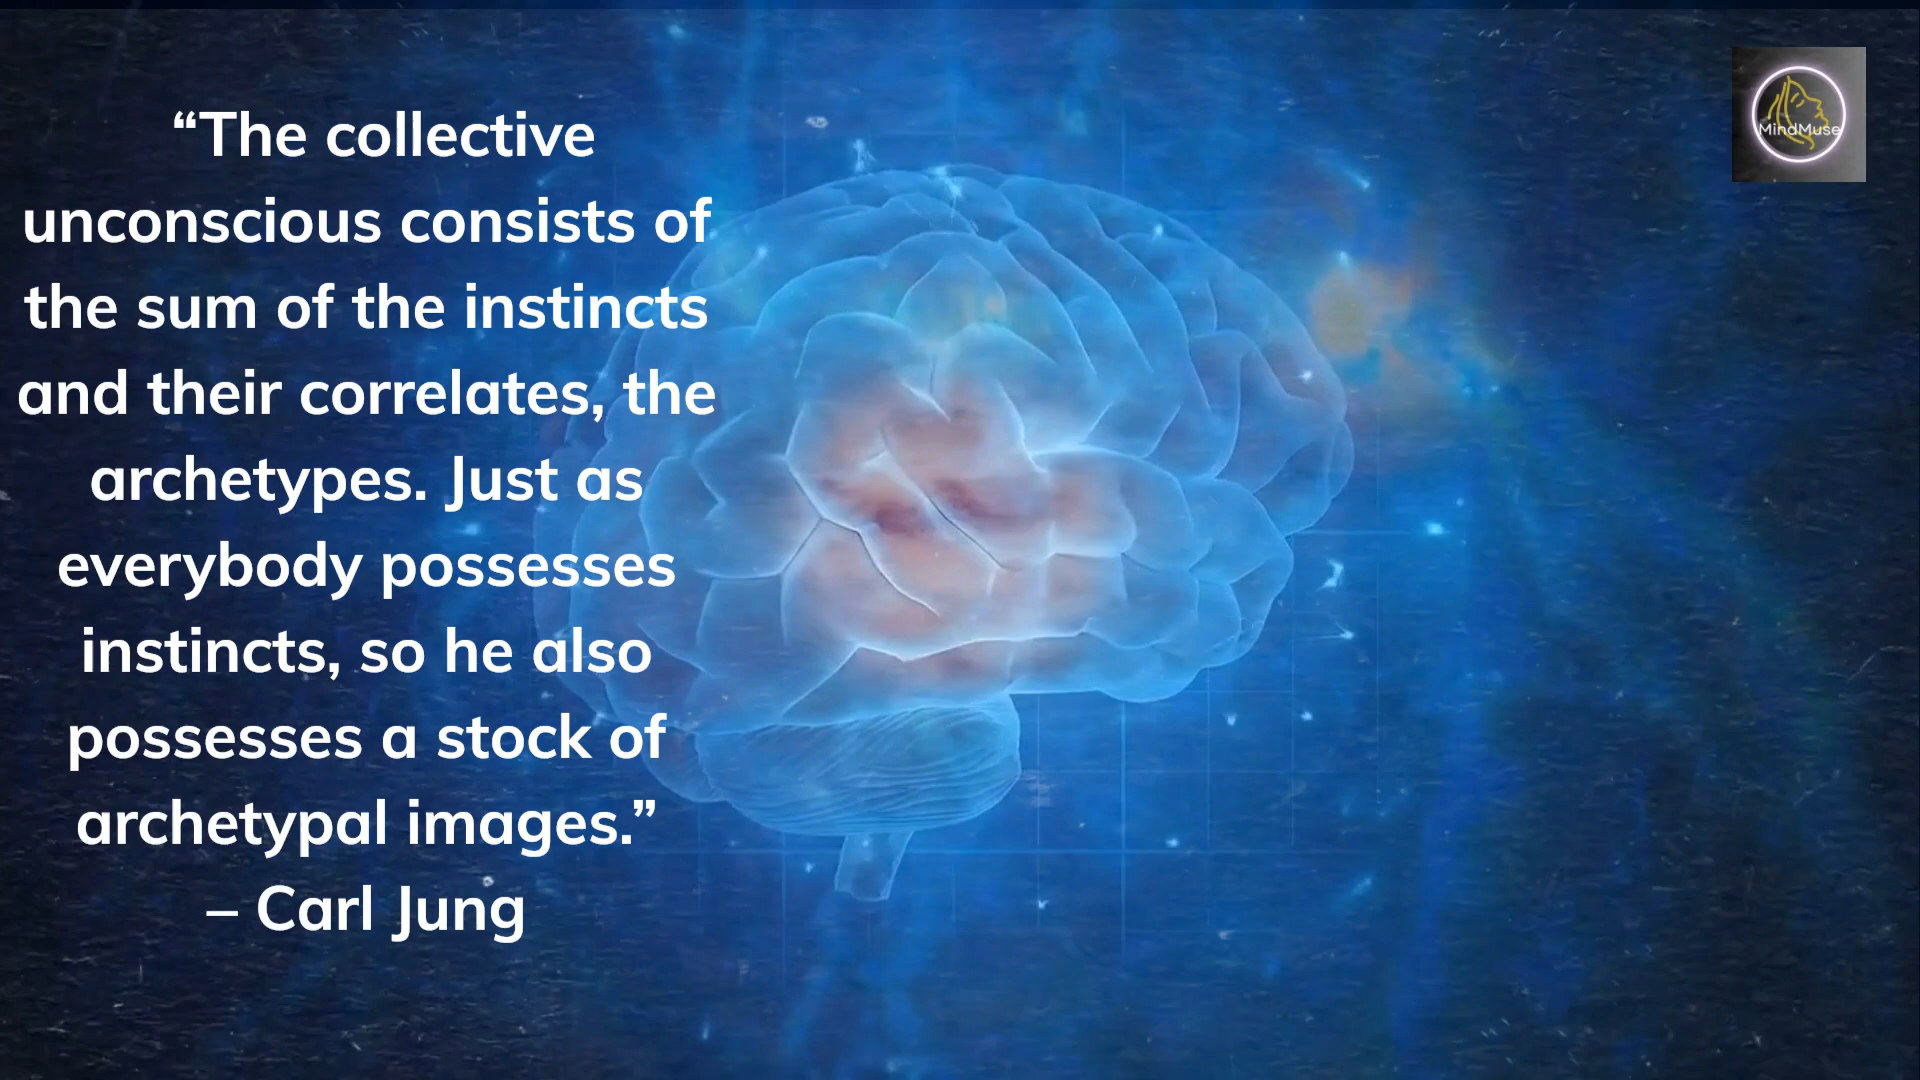 “The collective
unconscious consists of
the sum of the instincts
and their correlates, the
archetypes. Just as
everybody possesses
instincts, so he also
possesses a stock of
archetypal images.”
– Carl Jung
MindMuse